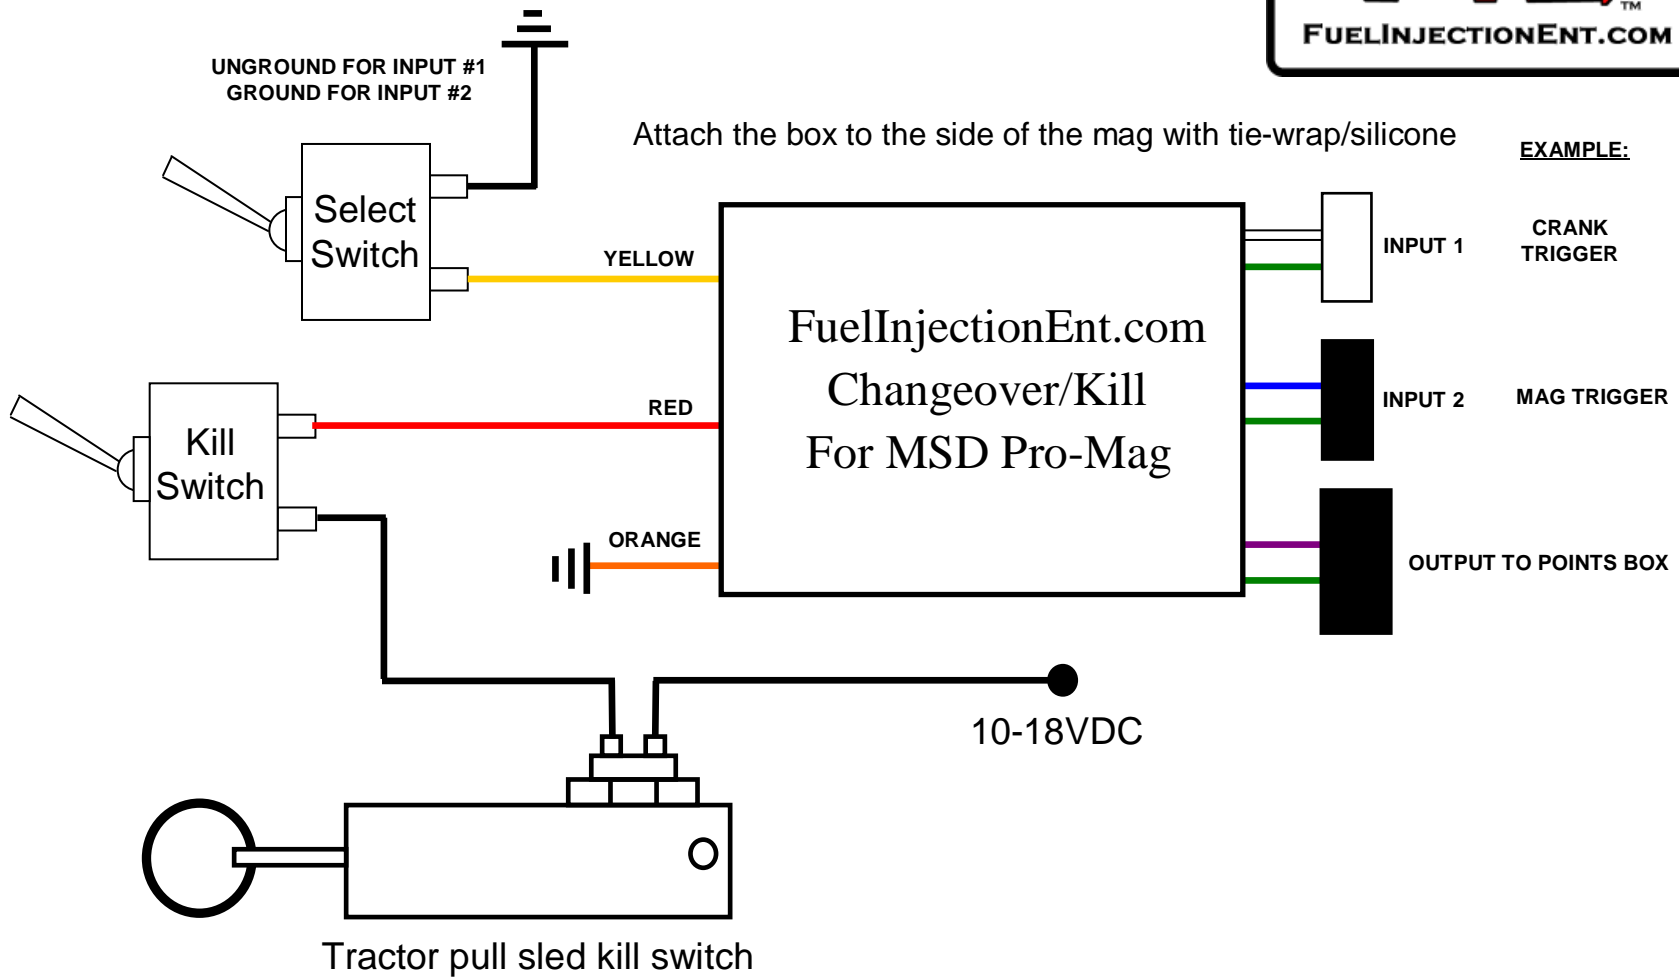 ™
FUELINJECTIONENT.COM
UNGROUND FOR INPUT #1
GROUND FOR INPUT #2
Attach the box to the side of the mag with tie-wrap/silicone
EXAMPLE:
Select
Switch
YELLOW
INPUT 1
CRANK
TRIGGER
FuelInjectionEnt.com
Changeover/Kill
For MSD Pro-Mag
Kill
Switch
RED
INPUT 2
MAG TRIGGER
ORANGE
OUTPUT TO POINTS BOX
10-18VDC
Tractor pull sled kill switch